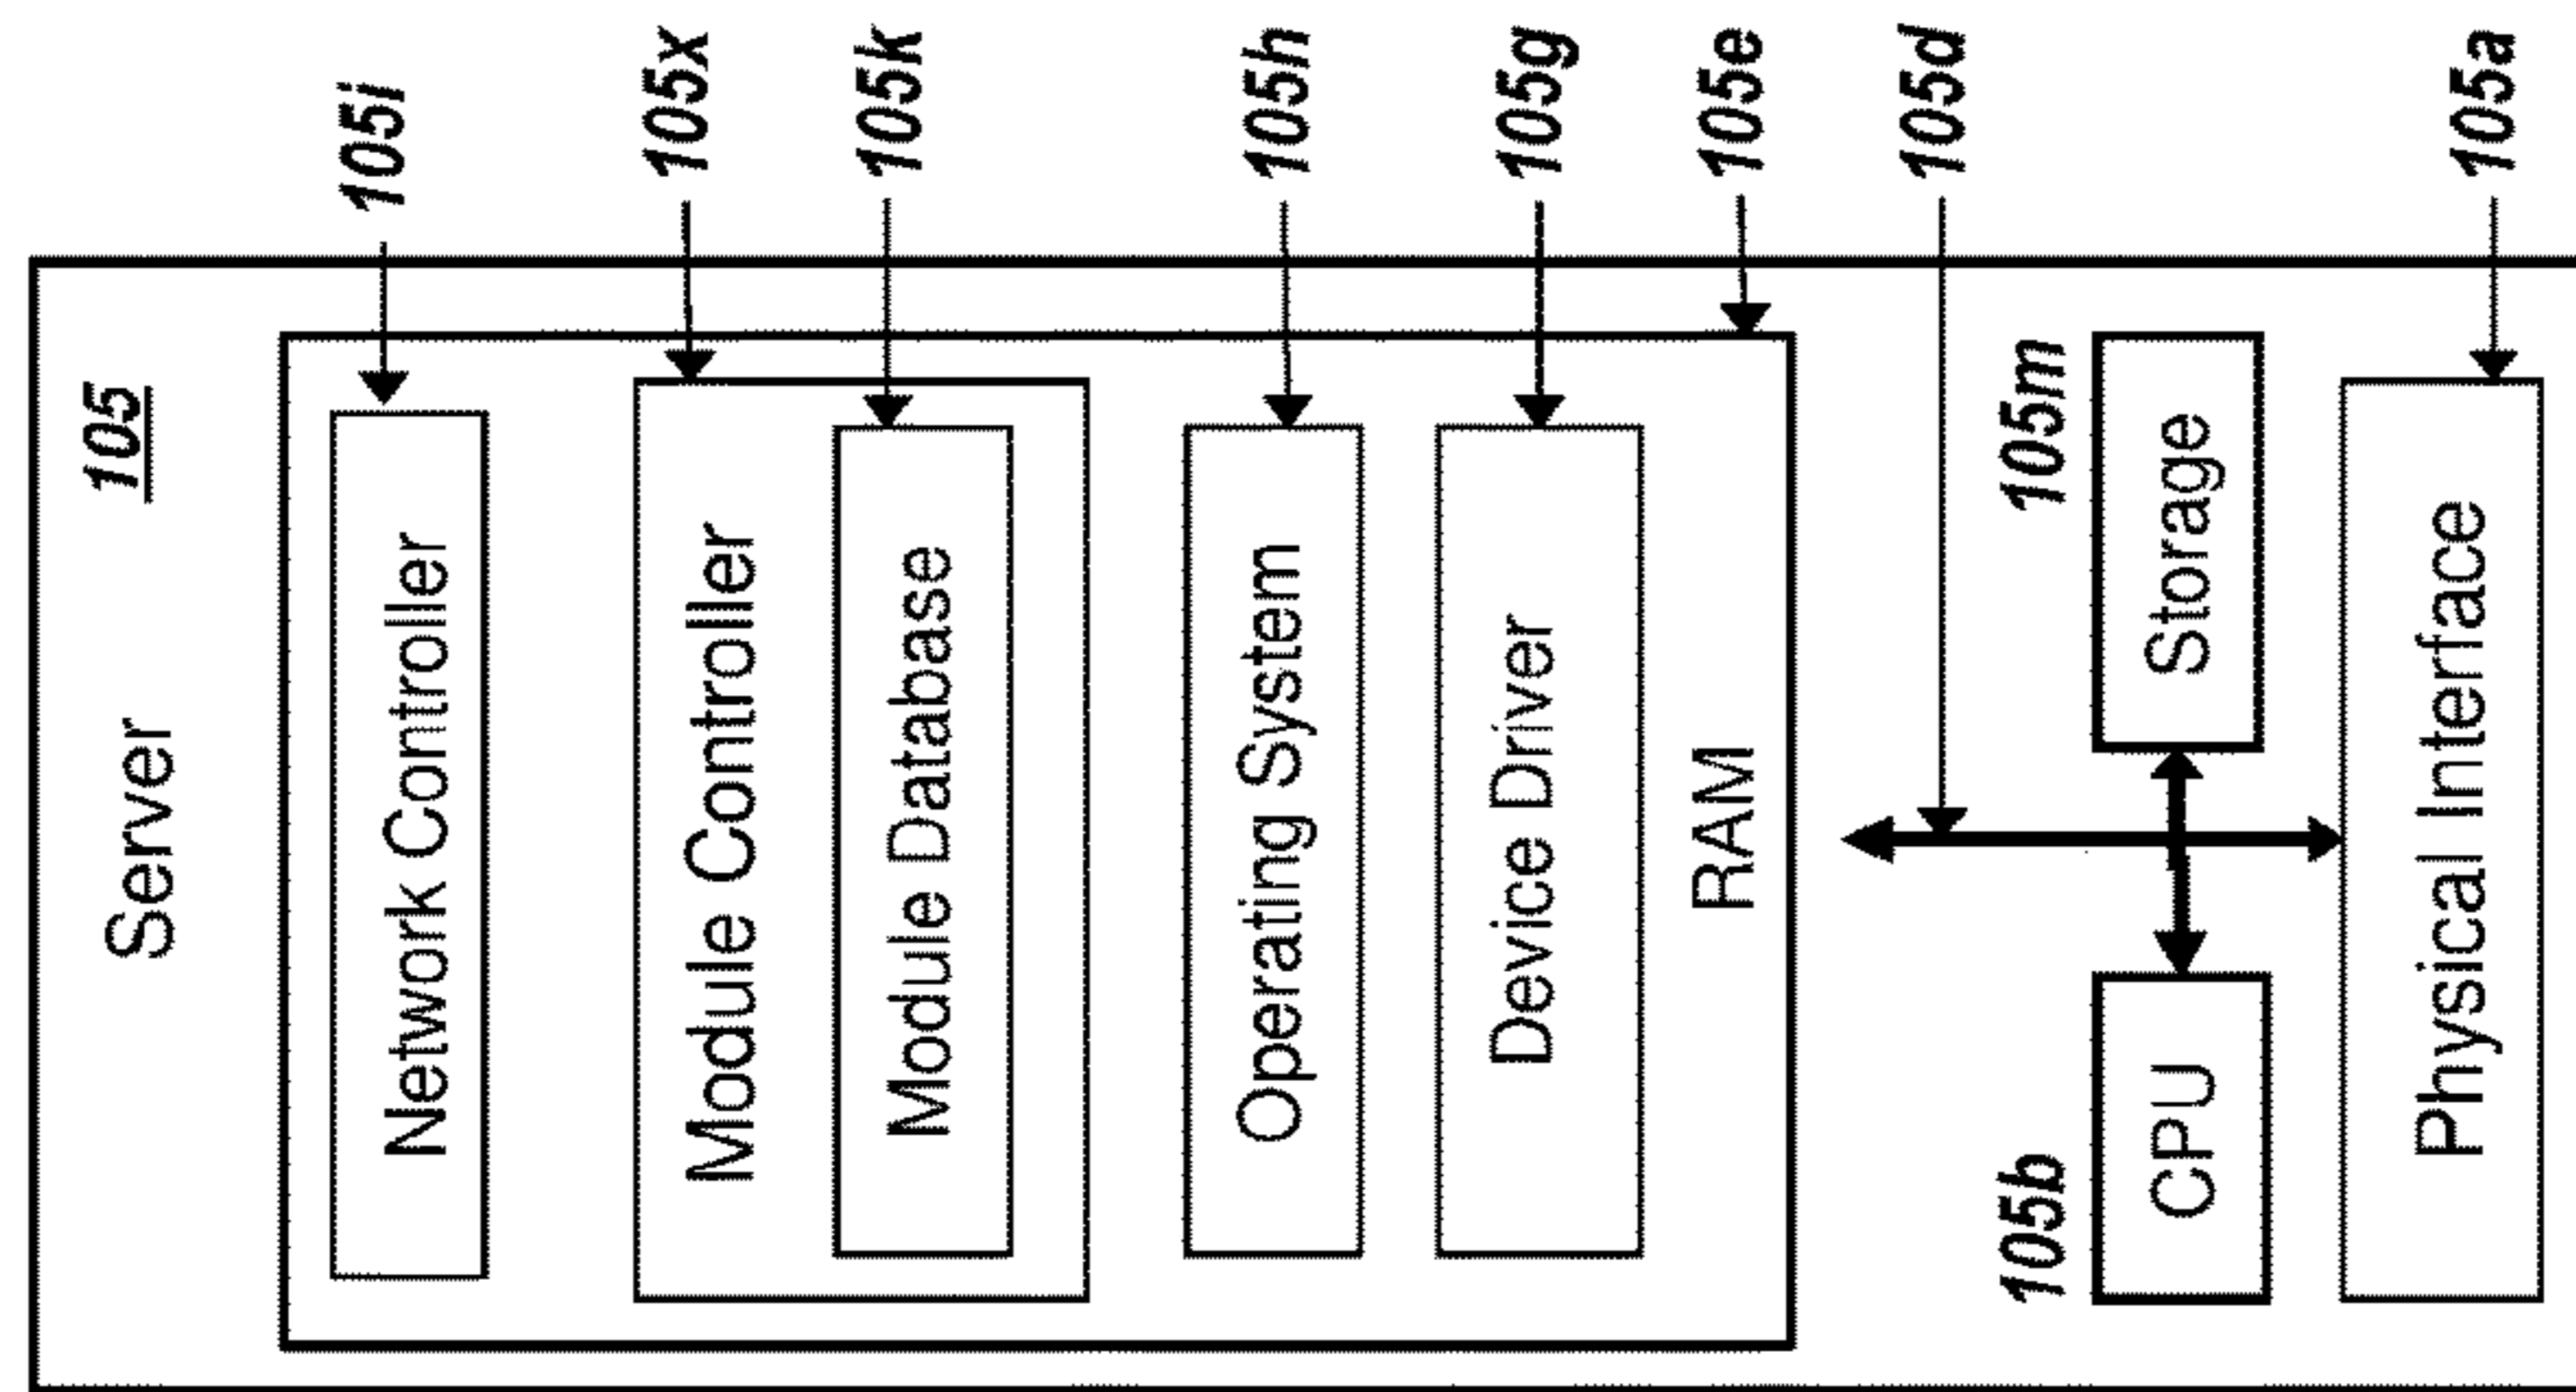 Server
105
Network Controller
105i
Module Controller
105x
Module Database
105k
Operating System
105h
Device Driver
105g
RAM
105e
105d
105b
105m
CPU
Storage
Physical Interface
105a